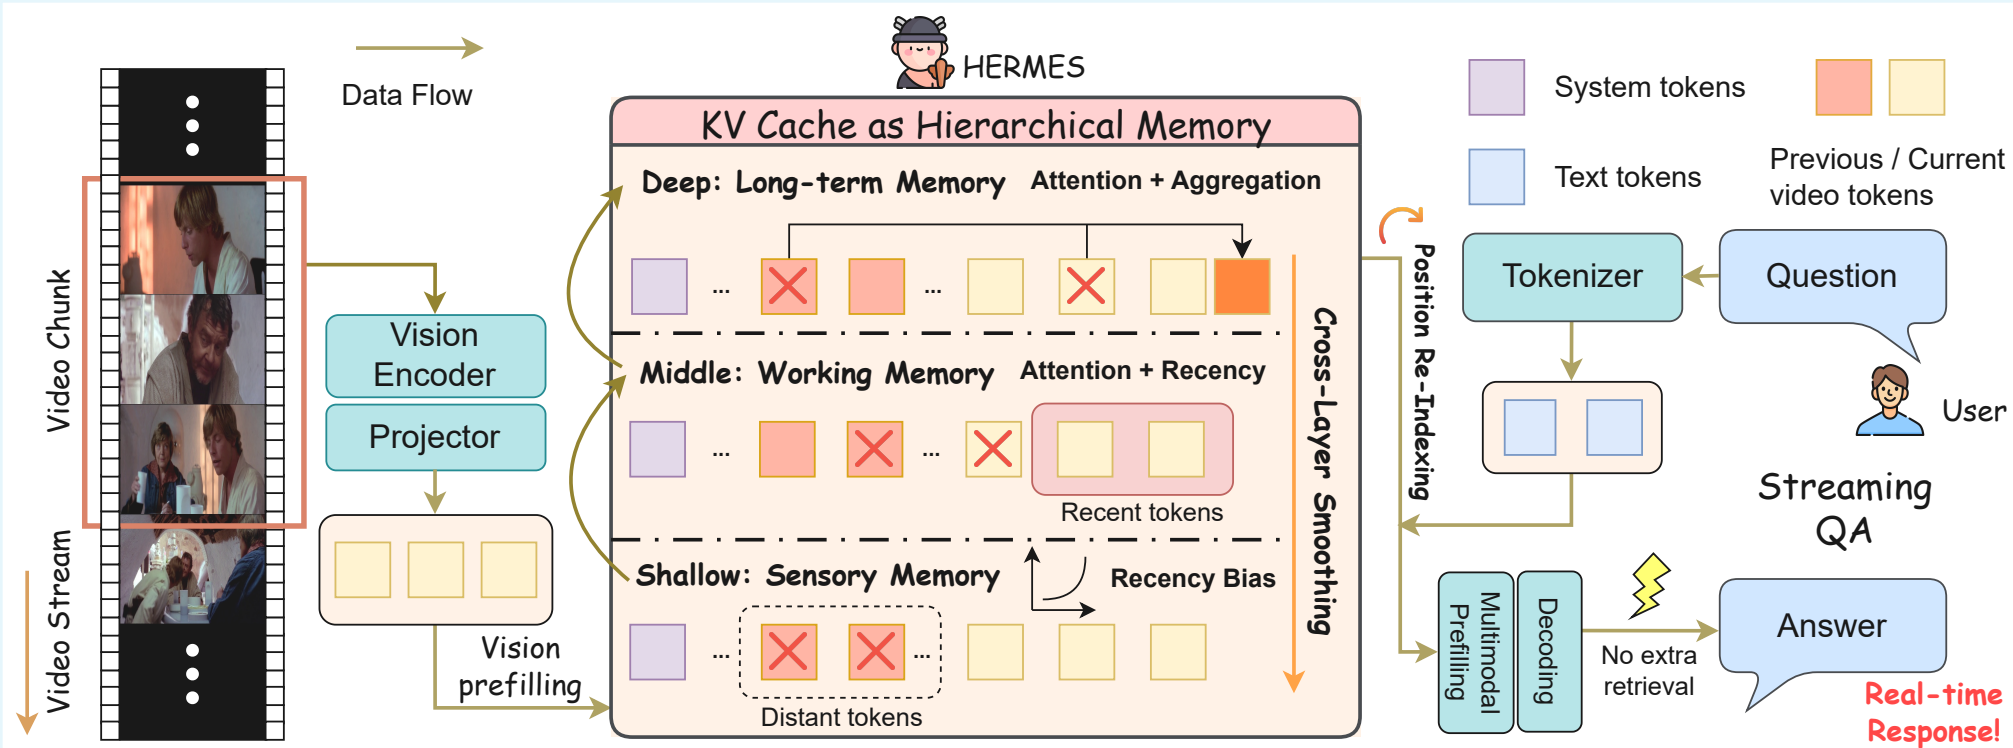 Data Flow
Video Chunk
Video Stream
Vision
Encoder
Projector
Vision
prefilling
HERMES
KV Cache as Hierarchical Memory
Deep: Long-term Memory
Attention + Aggregation
...
...
Middle: Working Memory
Attention + Recency
...
...
Recent tokens
Shallow: Sensory Memory
Recency Bias
...
...
Distant tokens
Cross-Layer Smoothing
Position Re-Indexing
System tokens
Text tokens
Previous / Current
video tokens
Tokenizer
Question
User
Streaming
QA
Multimodal
Prefilling
Decoding
No extra
retrieval
Answer
Real-time
Response!